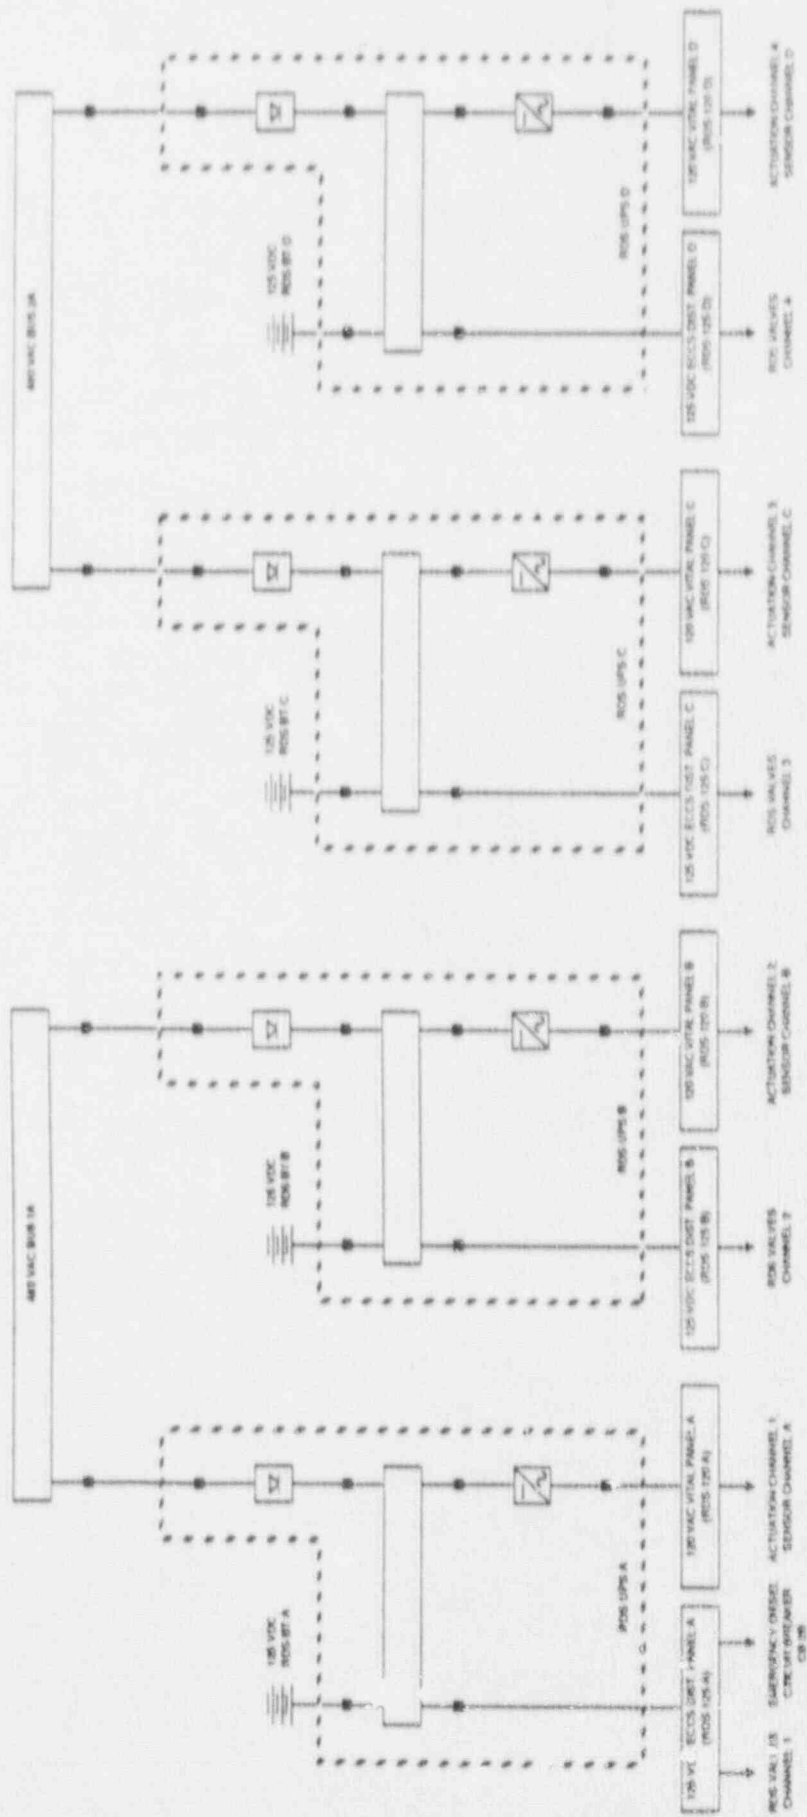 480 VAC BUS 1A
480 VAC BUS 2A
125 VDC
RDS-BT-A
RDS UPS A
ECCS DIST. PANEL A
(RDS 125 A)
120 VAC VITAL PANEL A
(RDS 120 A)
CHANNEL 1
EMERGENCY DIESEL
CIRCUIT BREAKER
ACTUATION CHANNEL 1
SENSOR CHANNEL A
125 VDC
RDS-BT-B
RDS UPS B
125 VDC ECCS DIST. PANEL B
(RDS 125 B)
120 VAC VITAL PANEL B
(RDS 120 B)
RDS VALVES
CHANNEL 2
ACTUATION CHANNEL 2
SENSOR CHANNEL B
125 VDC
RDS-BT-C
RDS UPS C
125 VDC ECCS DIST. PANEL C
(RDS 125 C)
120 VAC VITAL PANEL C
(RDS 120 C)
RDS VALVES
CHANNEL 3
ACTUATION CHANNEL 3
SENSOR CHANNEL C
125 VDC
RDS-BT-D
RDS UPS D
125 VDC ECCS DIST. PANEL D
(RDS 125 D)
120 VAC VITAL PANEL D
(RDS 120 D)
RDS VALVES
CHANNEL 4
ACTUATION CHANNEL 4
SENSOR CHANNEL D